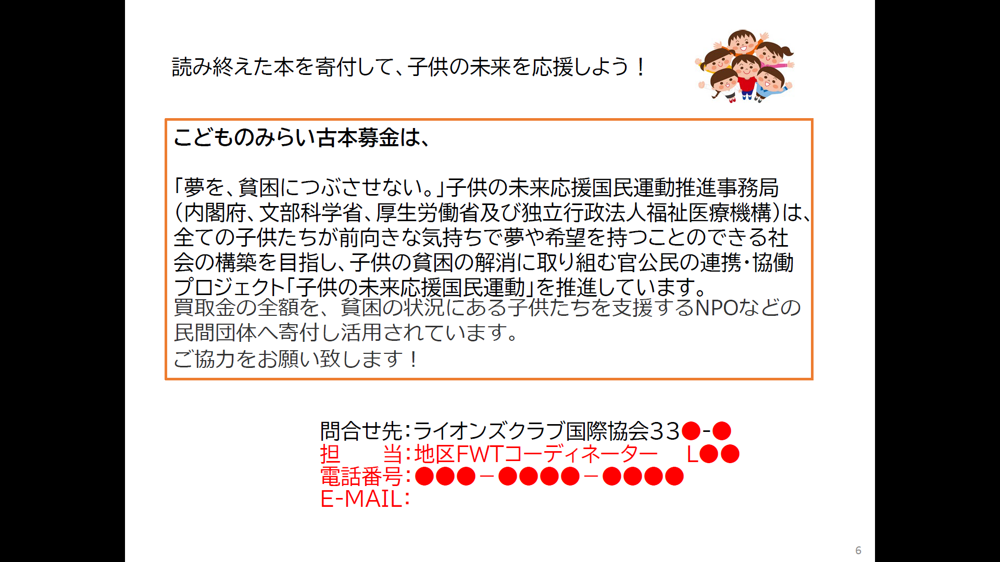 読み終えた本を寄付して、子供の未来を応援しよう！
こどものみらい古本募金は、
「夢を、貧困につぶさせない。」子供の未来応援国民運動推進事務局
（内閣府、文部科学省、厚生労働省及び独立行政法人福祉医療機構）は、
全ての子供たちが前向きな気持ちで夢や希望を持つことのできる社
会の構築を目指し、子供の貧困の解消に取り組む官公民の連携・協働
プロジェクト「子供の未来応援国民運動」を推進しています。
買取金の全額を、貧困の状況にある子供たちを支援するNPOなどの
民間団体へ寄付し活用されています。
ご協力をお願い致します！
問合せ先：ライオンズクラブ国際協会３３●-●
担　　当：地区FWTコーディネーター　L●●
電話番号：●●●－●●●●－●●●●
E-MAIL：
6